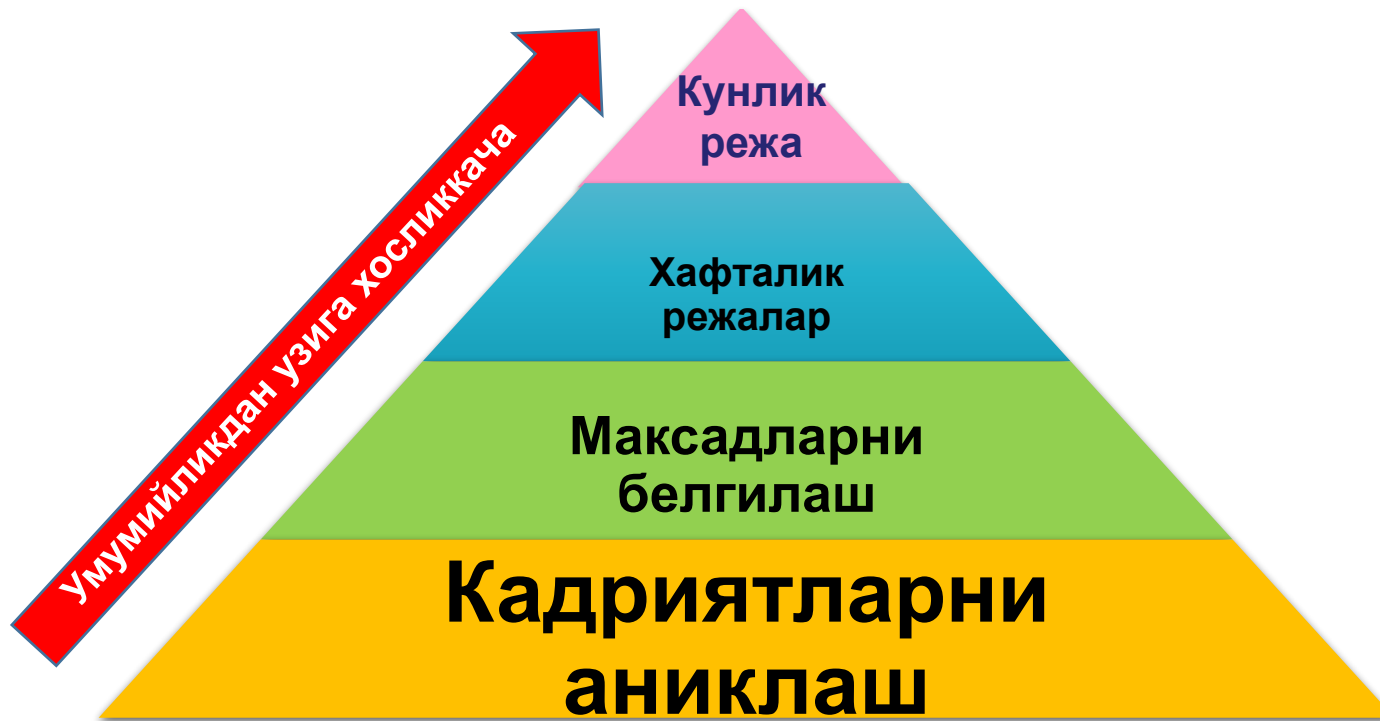 Умумийликдан узига хосликкача
Кунлик
режа
Хафталик
режалар
Максадларни
белгилаш
Кадриятларни
аниклаш